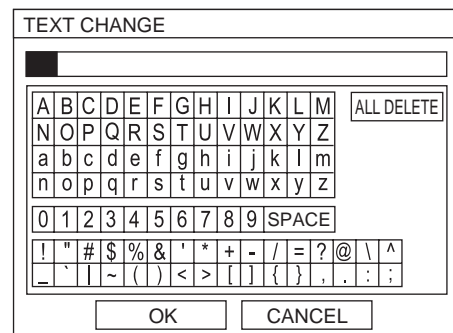 TEXT CHANGE
A B C D E F G H I J K L M ALL DELETE
N O P Q R S T U V W X Y Z
a b c d e f g h i j k l m
n o p q r s t u v w x y z
0 1 2 3 4 5 6 7 8 9 SPACE
! " # $ % & ' * + - / = ? @ \ ^
_ ` | ~ ( ) < > [ ] { } , . : ;
OK CANCEL